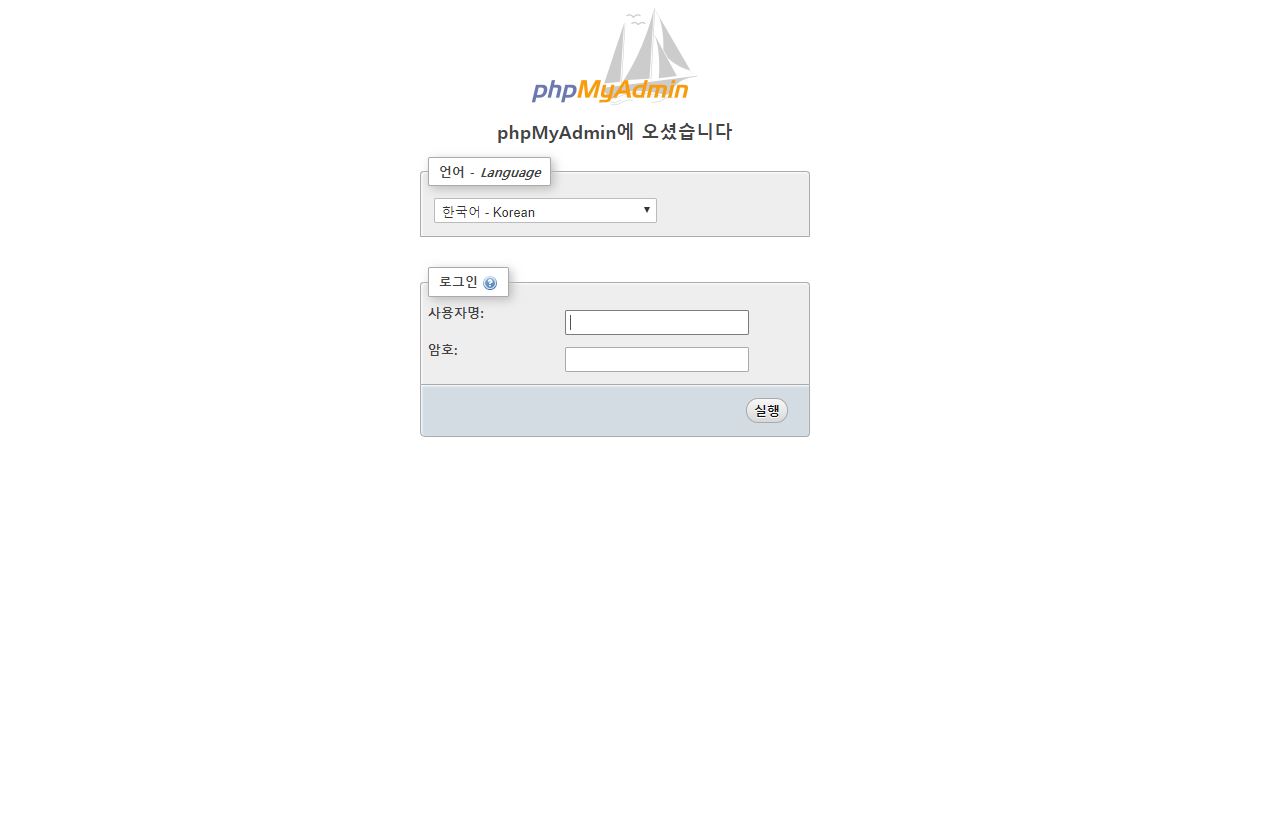 phpMyAdmin
phpMyAdmin에 오셨습니다
언어 - Language
한국어 - Korean
로그인
사용자명:
암호:
실행